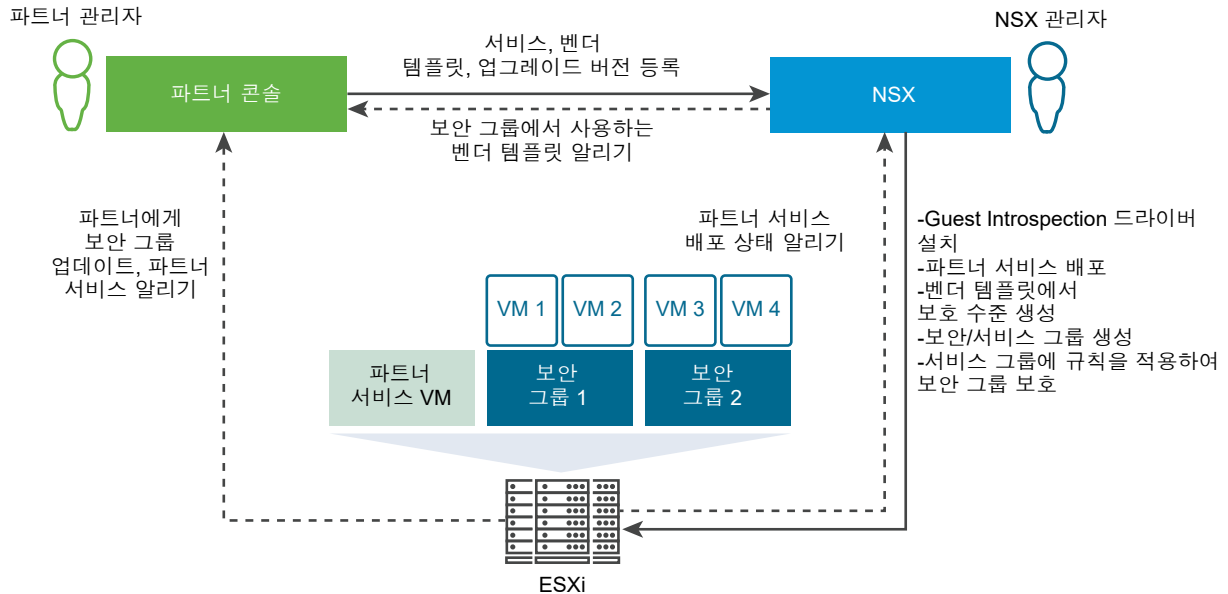 파트너 관리자
NSX 관리자
서비스, 벤더
템플릿, 업그레이드 버전 등록
파트너 콘솔
NSX
보안 그룹에서 사용하는
벤더 템플릿 알리기
파트너에게
보안 그룹
업데이트, 파트너
서비스 알리기
파트너 서비스
배포 상태 알리기
-Guest Introspection 드라이버
설치
-파트너 서비스 배포
-벤더 템플릿에서
보호 수준 생성
-보안/서비스 그룹 생성
-서비스 그룹에 규칙을 적용하여
보안 그룹 보호
VM 1
VM 2
VM 3
VM 4
파트너
서비스 VM
보안
그룹 1
보안
그룹 2
ESXi